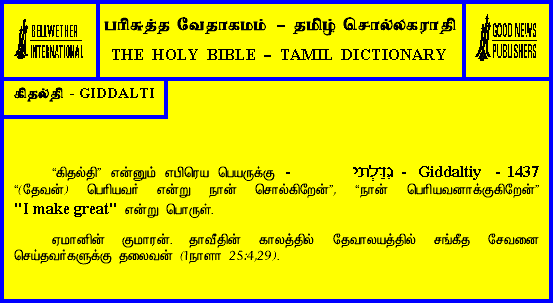 BELLWETHER
INTERNATIONAL
பரிசுத்த வேதாகமம் – தமிழ் சொல்லகராதி
THE HOLY BIBLE – TAMIL DICTIONARY
GOOD NEWS
PUBLISHERS
கிதல்தி - GIDDALTI
“கிதல்தி” என்னும் எபிரெய பெயருக்கு - גִּדַּלְתִּי - Giddaltiy - 1437
“(தேவன்) பெரியவர் என்று நான் சொல்கிறேன்”, “நான் பெரியவனாக்குகிறேன்”
"I make great" என்று பொருள்.
ஏமானின் குமாரன். தாவீதின் காலத்தில் தேவாலயத்தில் சங்கீத சேவனை
செய்தவர்களுக்கு தலைவன் (1நாளா 25:4,29).